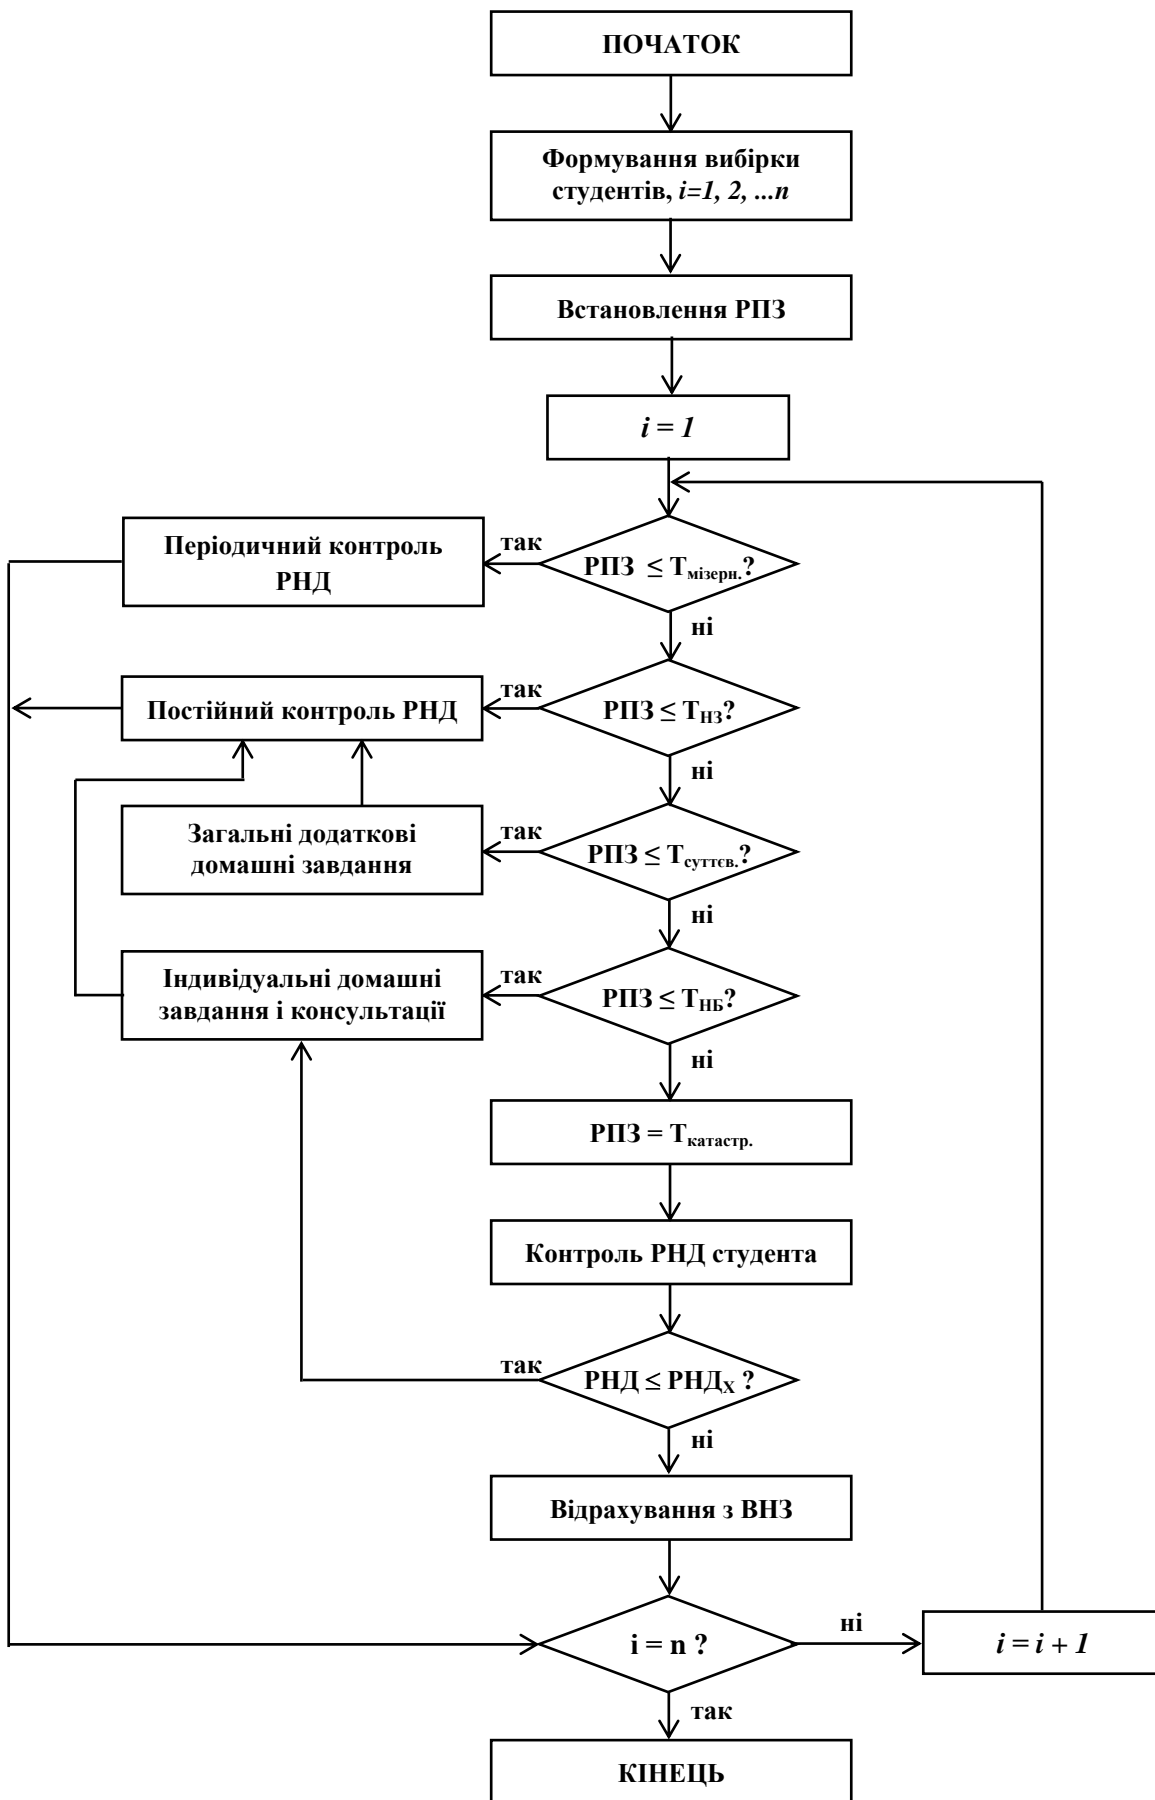 ПОЧАТОК
Формування вибірки
студентів, i=1, 2, ...n
Встановлення РПЗ
i = 1
Періодичний контроль
РНД
так
РПЗ ≤ Тмізерн.?
ні
Постійний контроль РНД
так
РПЗ ≤ ТНЗ?
ні
Загальні додаткові
домашні завдання
так
РПЗ ≤ Тсуттєв.?
ні
Індивідуальні домашні
завдання і консультації
так
РПЗ ≤ ТНБ?
ні
РПЗ = Ткатастр.
Контроль РНД студента
так
РНД ≤ РНДХ ?
ні
Відрахування з ВНЗ
i = n ?
ні
i = i + 1
так
КІНЕЦЬ